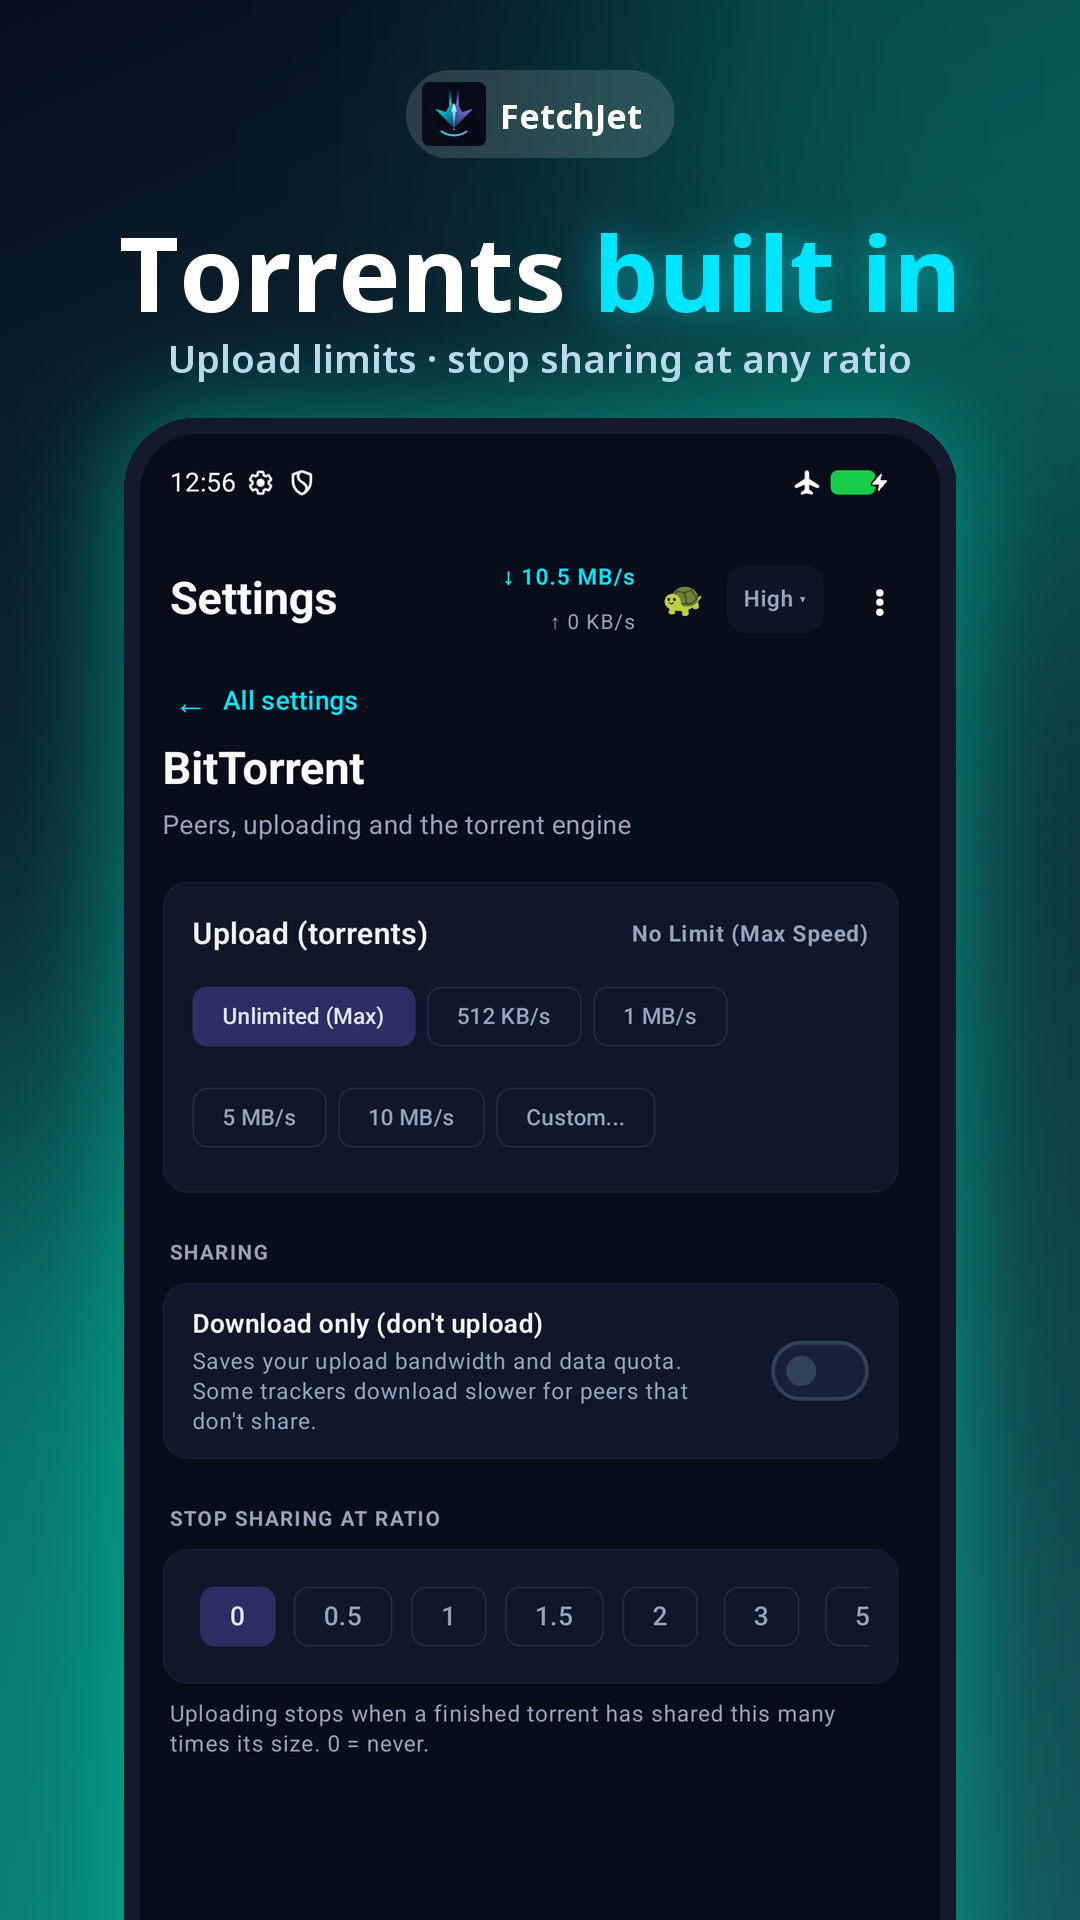 FetchJet
Torrents built in
Upload limits · stop sharing at any ratio
12:56
Settings
↓ 10.5 MB/s
↑ 0 KB/s
High ▾
← All settings
BitTorrent
Peers, uploading and the torrent engine
Upload (torrents)
No Limit (Max Speed)
Unlimited (Max) 512 KB/s 1 MB/s
5 MB/s 10 MB/s Custom...
SHARING
Download only (don't upload)
Saves your upload bandwidth and data quota.
Some trackers download slower for peers that
don't share.
STOP SHARING AT RATIO
0 0.5 1 1.5 2 3 5
Uploading stops when a finished torrent has shared this many
times its size. 0 = never.